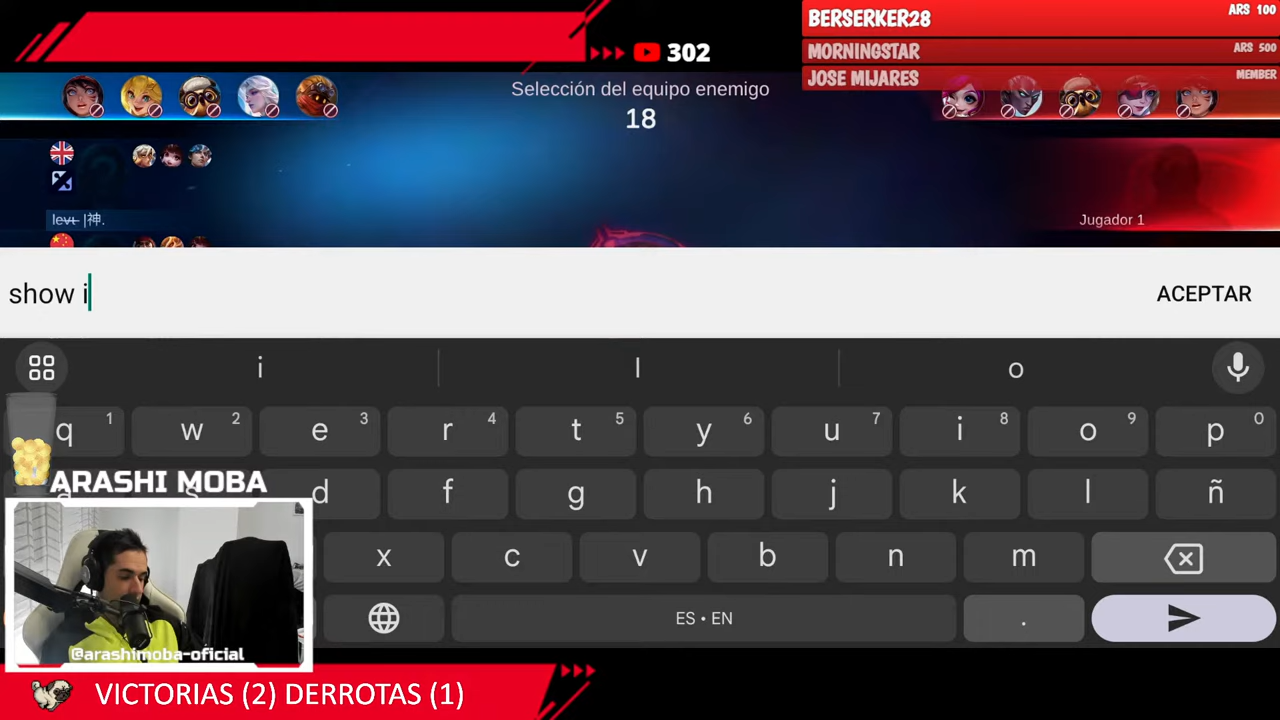 BERSERKER28 ARS 100
MORNINGSTAR ARS 500
JOSE MIJARES MEMBER
302
Selección del equipo enemigo
18
levt |神.
Jugador 1
show i
ACEPTAR
i l o
q 1 w 2 e 3 r 4 t 5 y 6 u 7 i 8 o 9 p 0
d f g h j k l ñ
x c v b n m
ES • EN .
ARASHI MOBA
@arashimoba-oficial
VICTORIAS (2) DERROTAS (1)